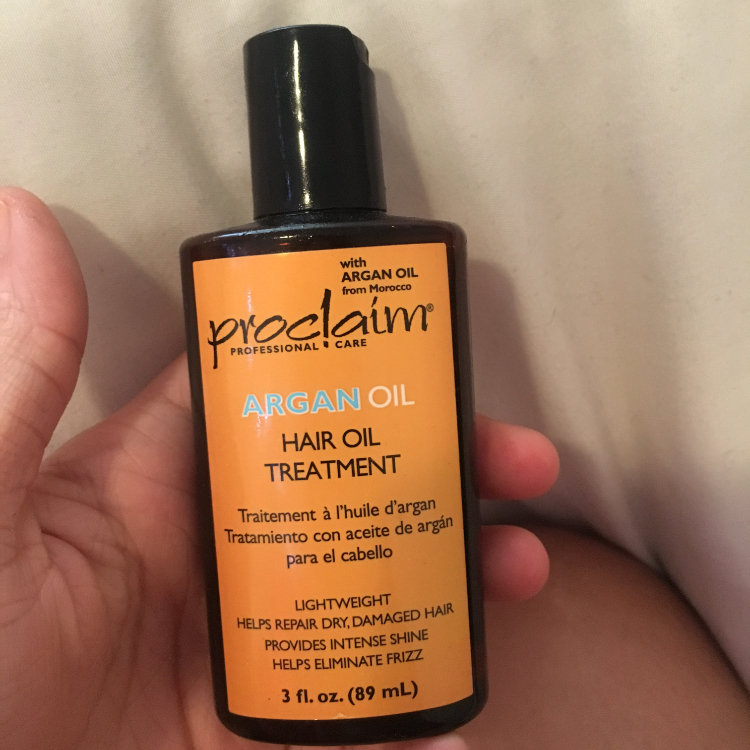 with
ARGAN OIL
from Morocco
proclaim®
PROFESSIONAL CARE
ARGAN OIL
HAIR OIL
TREATMENT
Traitement à l'huile d'argan
Tratamiento con aceite de argán
para el cabello
LIGHTWEIGHT
HELPS REPAIR DRY, DAMAGED HAIR
PROVIDES INTENSE SHINE
HELPS ELIMINATE FRIZZ
3 fl. oz. (89 mL)